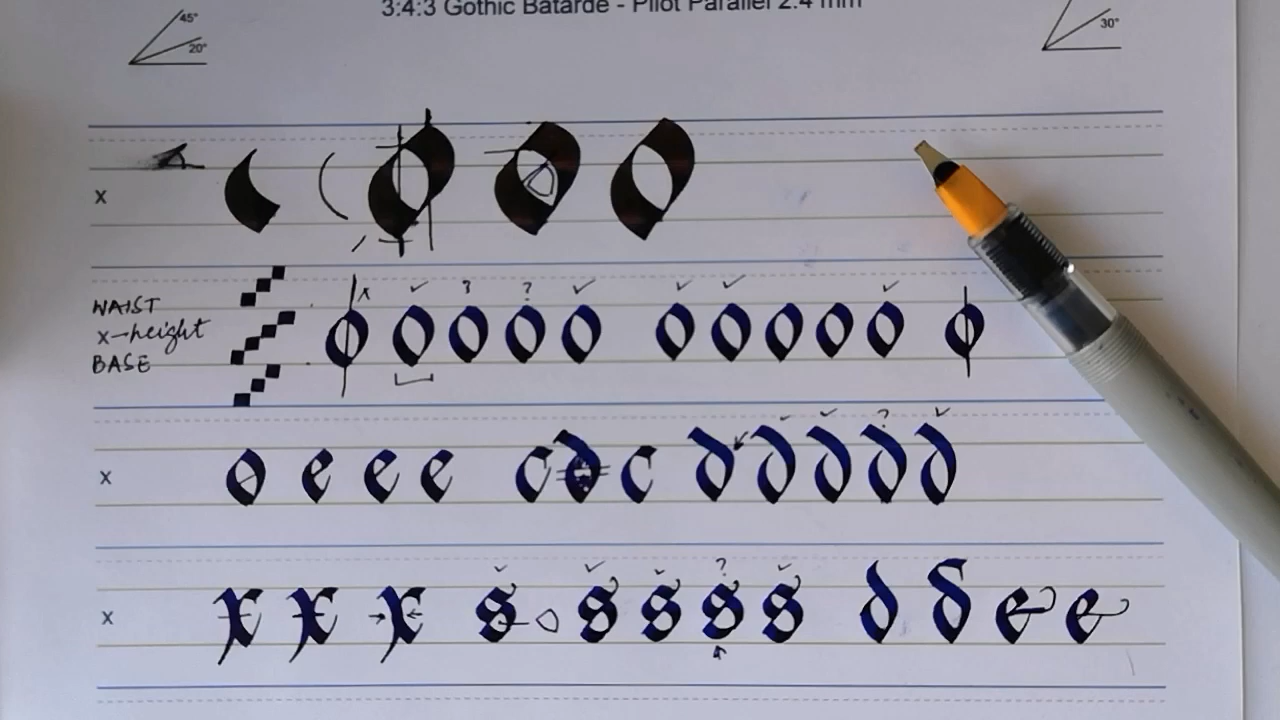 3:4:3 Gothic Batarde - Pilot Parallel 2.4 mm
45°
20°
30°
x
WAIST
x-height
BASE
x ✓ ? ? ✓ ✓ ✓ ✓
o o o o o o o o o o o
✓ ✓ ? ✓
x o e e e c d c d d d d d
✓ ✓ ✓ ? ✓
x x x x s s s s s d d e e